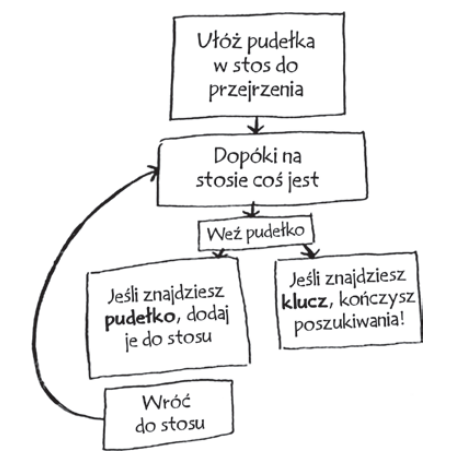 Ułóż pudełka
w stos do
przejrzenia
Dopóki na
stosie coś jest
Weź pudełko
Jeśli znajdziesz
pudełko, dodaj
je do stosu
Jeśli znajdziesz
klucz, kończysz
poszukiwania!
Wróć
do stosu